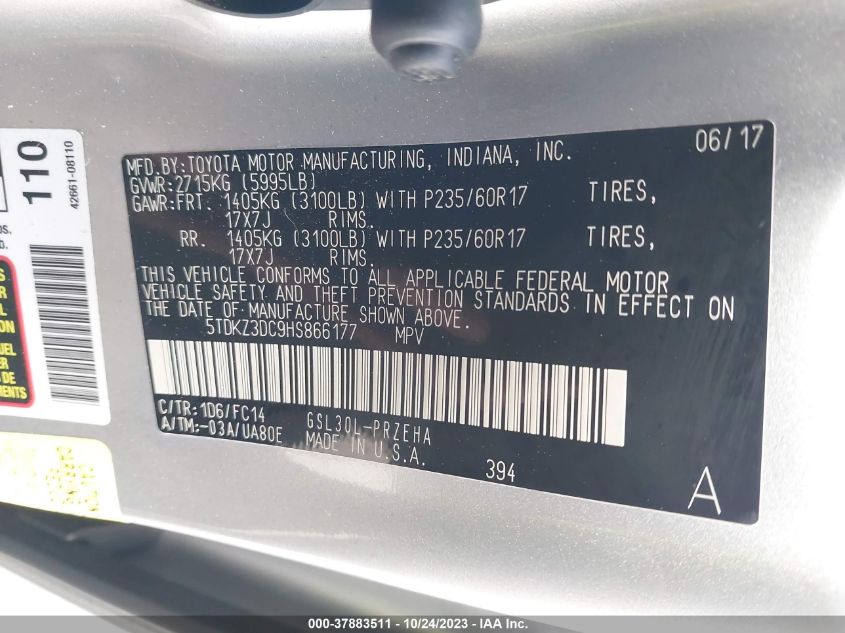 06/17
MFD. BY: TOYOTA MOTOR MANUFACTURING, INDIANA, INC.
GVWR: 2715KG (5995LB)
GAWR: FRT. 1405KG (3100LB) WITH P235/60R17 TIRES,
17X7J RIMS.
RR. 1405KG (3100LB) WITH P235/60R17 TIRES,
17X7J RIMS.
THIS VEHICLE CONFORMS TO ALL APPLICABLE FEDERAL MOTOR
VEHICLE SAFETY AND THEFT PREVENTION STANDARDS IN EFFECT ON
THE DATE OF MANUFACTURE SHOWN ABOVE.
5TDKZ3DC9HS866177 MPV
C/TR: 1D6/FC14 GSL30L-PRZEHA
A/TM:-03A/UA80E MADE IN U.S.A.
394
A
110
42661-08110
000-37883511 - 10/24/2023 - IAA